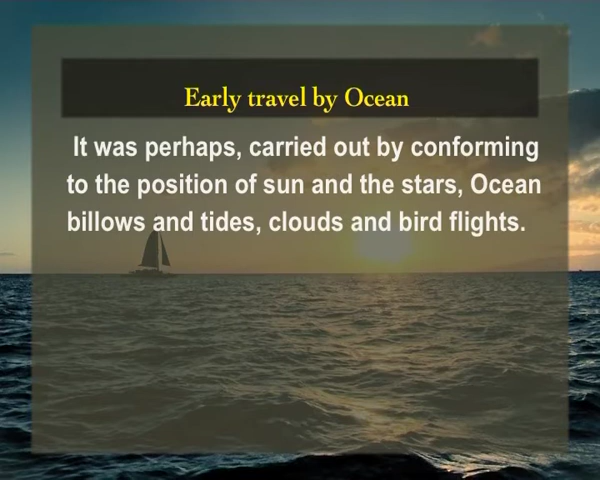 Early travel by Ocean
It was perhaps, carried out by conforming
to the position of sun and the stars, Ocean
billows and tides, clouds and bird flights.